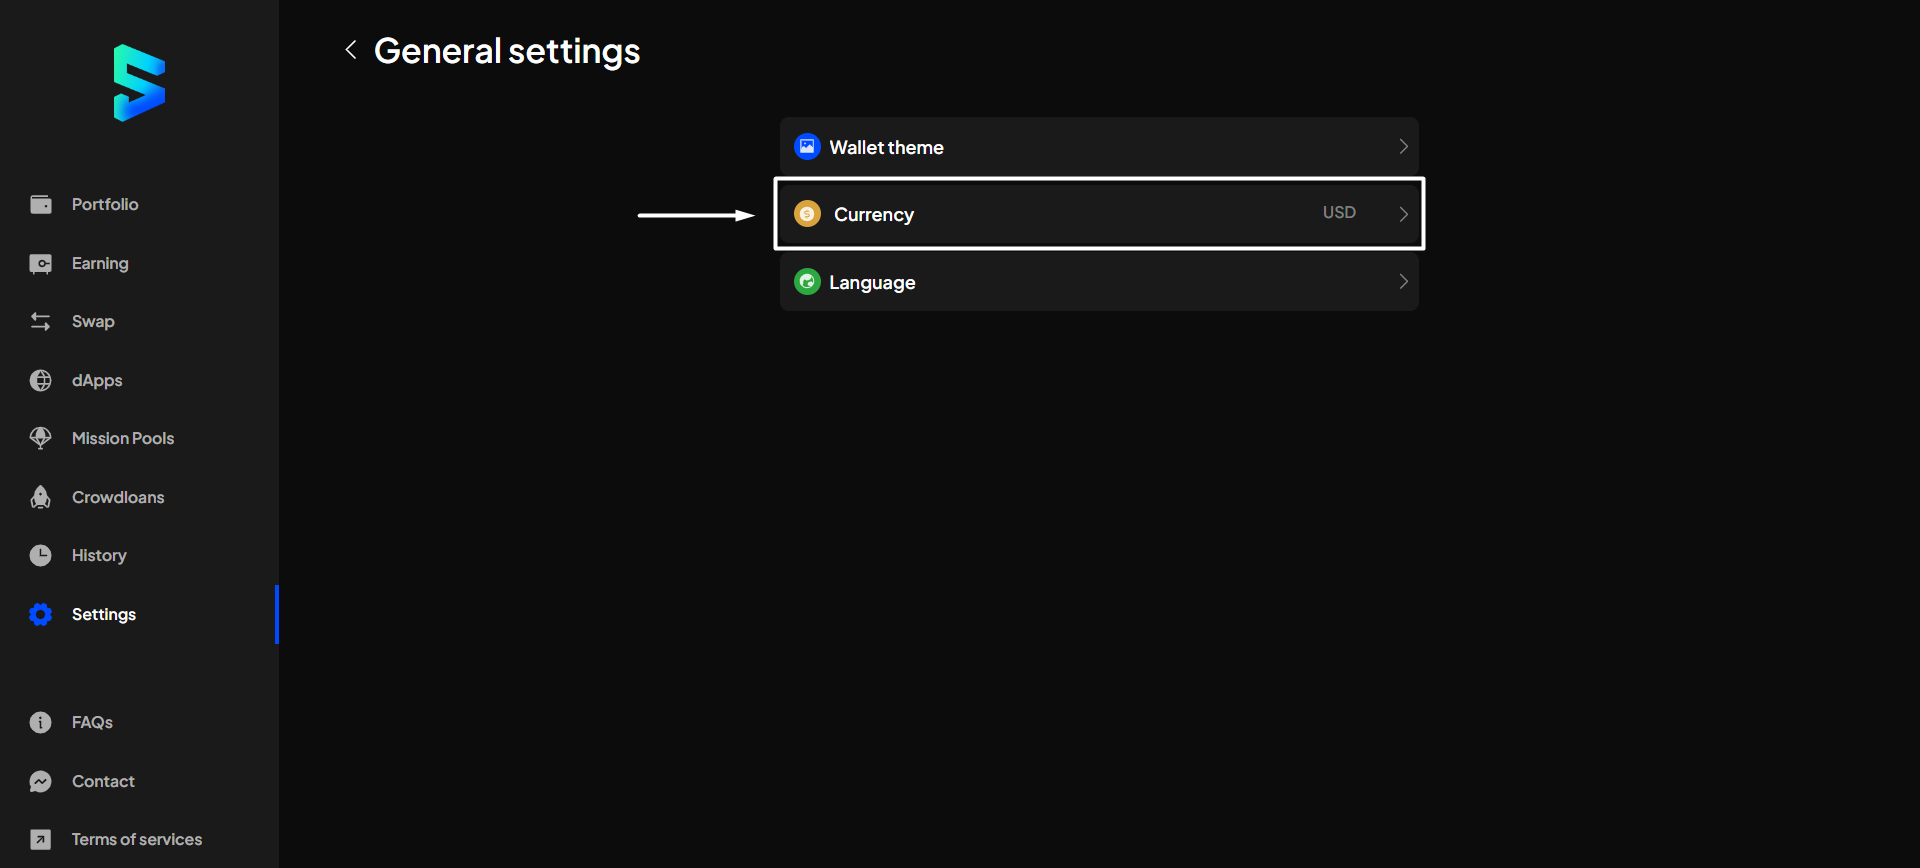 General settings
Wallet theme
Currency USD
Language
Portfolio
Earning
Swap
dApps
Mission Pools
Crowdloans
History
Settings
FAQs
Contact
Terms of services